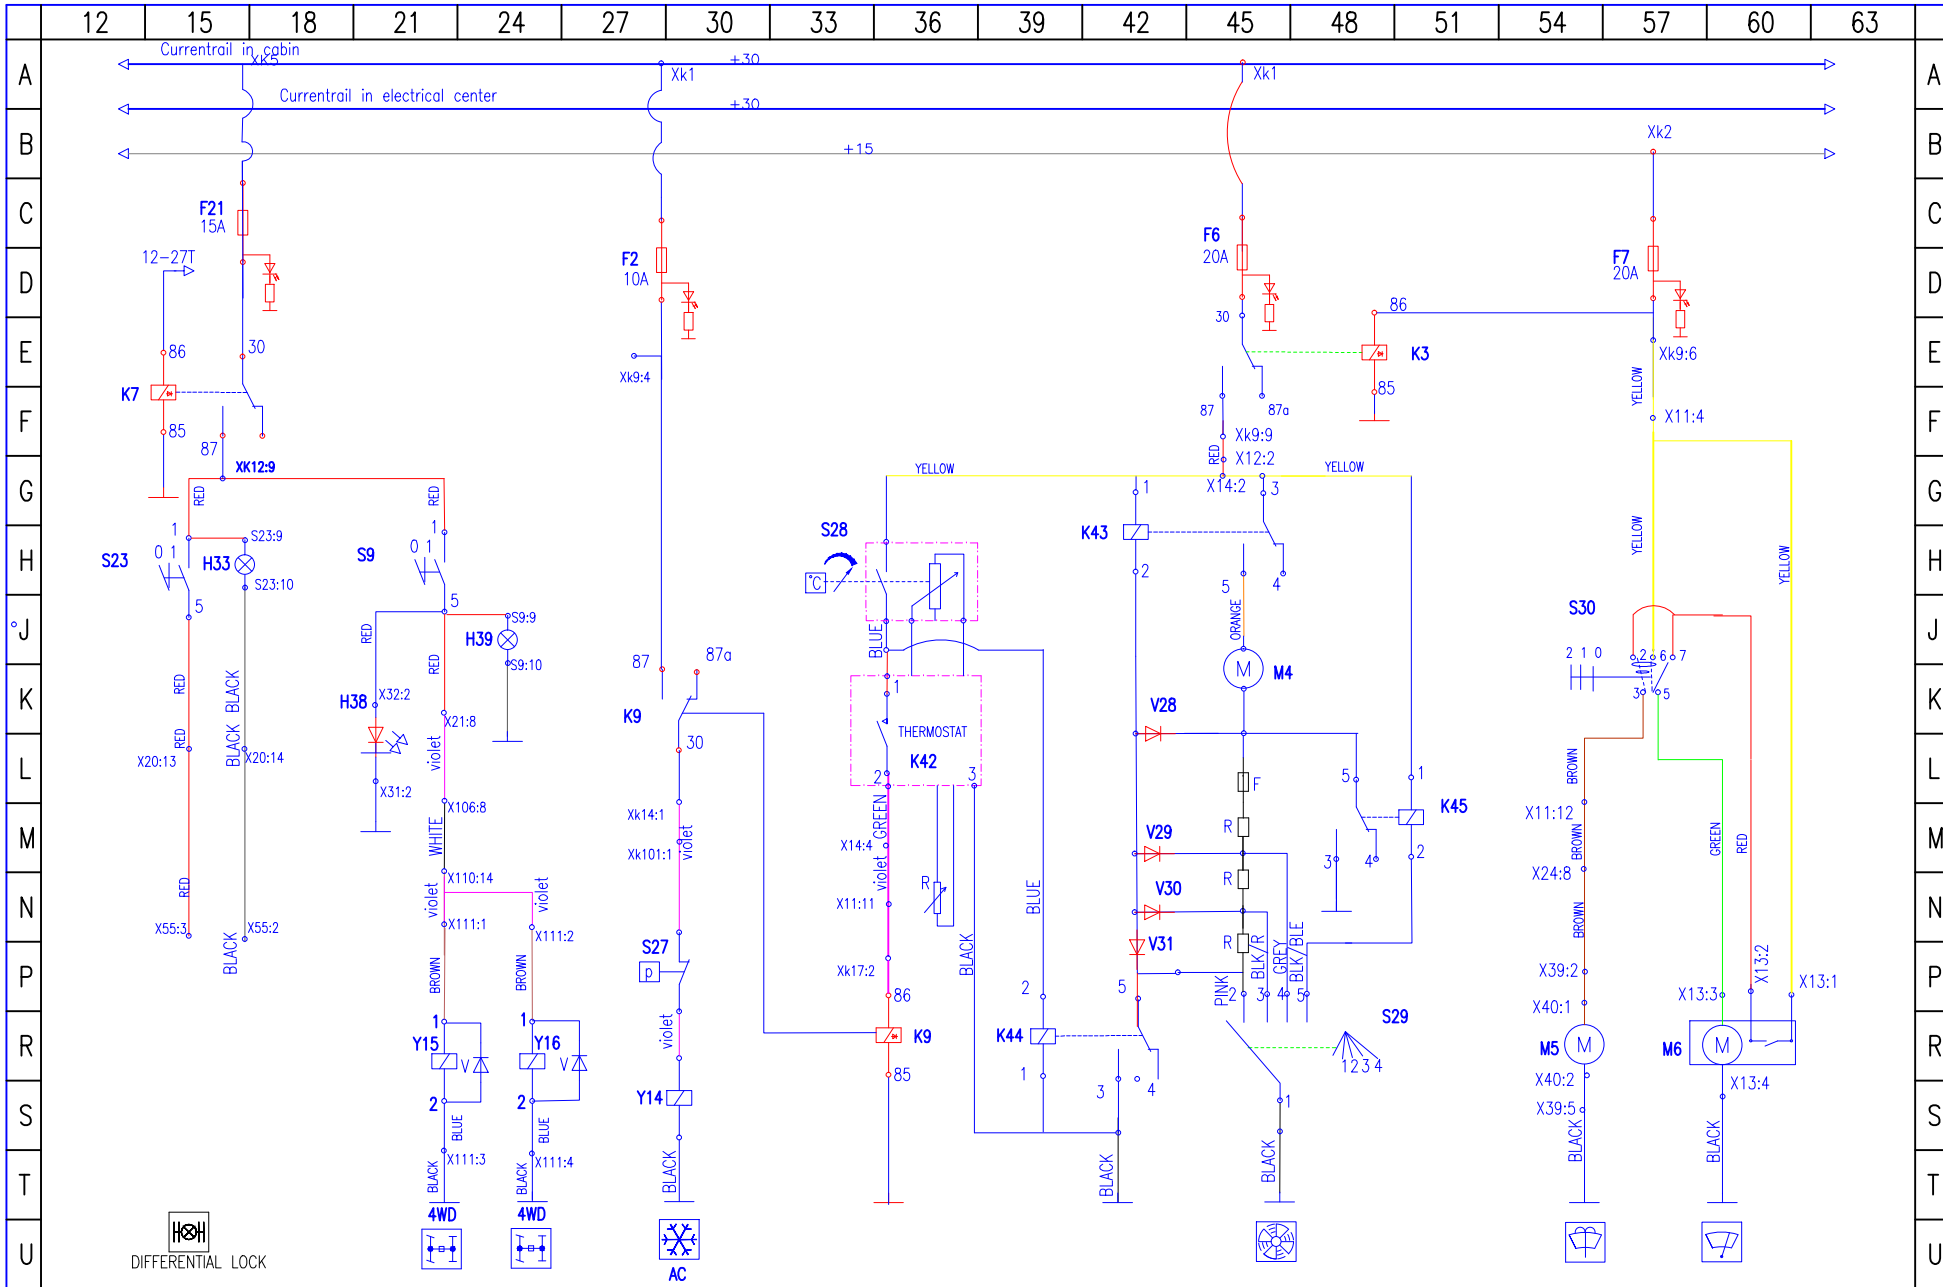 12 15 18 21 24 27 30 33 36 39 42 45 48 51 54 57 60 63
Currentrail in cabin
A XK5 Xk1 +30 Xk1 A
Currentrail in electrical center +30
B +15 Xk2 B
C F21 C
15A
F6
20A
F2
10A
F7
20A
12-27T
D D
86 30 30 86
E K3 Xk9:6 E
Xk9:4
K7 85 YELLOW
87 87a
85 X11:4
F 87 Xk9:9 F
XK12:9 RED X12:2
YELLOW YELLOW
G RED RED X14:2 1 3 G
1 1 S23:9 S28 K43
S23 0 1 H33 S9 0 1 YELLOW YELLOW
H S23:10 °C 2 5 4 H
5 5 S9:9 S30
°J RED H39 BLUE ORANGE J
RED S9:10 87 87a M M4 2 1 0 2 6 7
K RED BLACK BLACK H38 X32:2 X21:8 K9 1 V28 3 5 K
RED violet 30 THERMOSTAT
X20:13 X20:14 K42
L X31:2 2 3 F 5 1 BROWN L
X106:8 Xk14:1 K45 X11:12
M WHITE Xk101:1 violet X14:4 GREEN V29 R 3 4 2 BROWN GREEN RED M
X110:14 X24:8
N RED violet violet violet R BLUE V30 R N
X55:3 X55:2 X111:1 X111:2 X11:11 BROWN
BLACK S27 BLACK V31 R BLK/R GREY BLK/BLE X13:2
P BROWN BROWN p Xk17:2 X39:2 X13:1 P
86 2 5 PINK 2 3 4 5 X13:3
1 1 X40:1
R Y15 V Y16 V violet K9 K44 S29 M5 M M6 M R
1 2 3 4
85 1 X40:2 X13:4
2 2 Y14 3 4 1
S BLUE BLUE X39:5 S
X111:3 X111:4 BLACK BLACK
T BLACK BLACK BLACK BLACK BLACK T
4WD 4WD
U DIFFERENTIAL LOCK U
AC